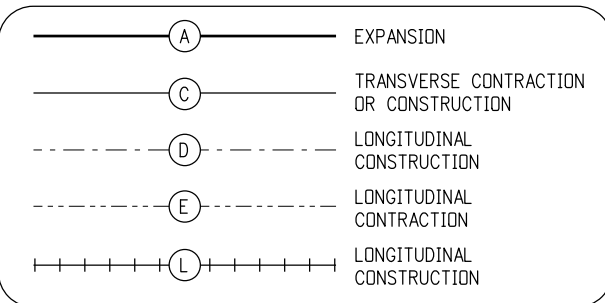 A EXPANSION
C TRANSVERSE CONTRACTION
OR CONSTRUCTION
D LONGITUDINAL
CONSTRUCTION
E LONGITUDINAL
CONTRACTION
L LONGITUDINAL
CONSTRUCTION